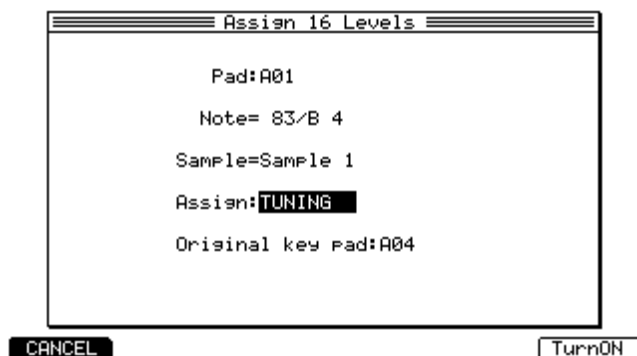 Assign 16 Levels
Pad:A01
Note= 83/B 4
Sample=Sample 1
Assign:TUNING
Original key pad:A04
CANCEL TurnON